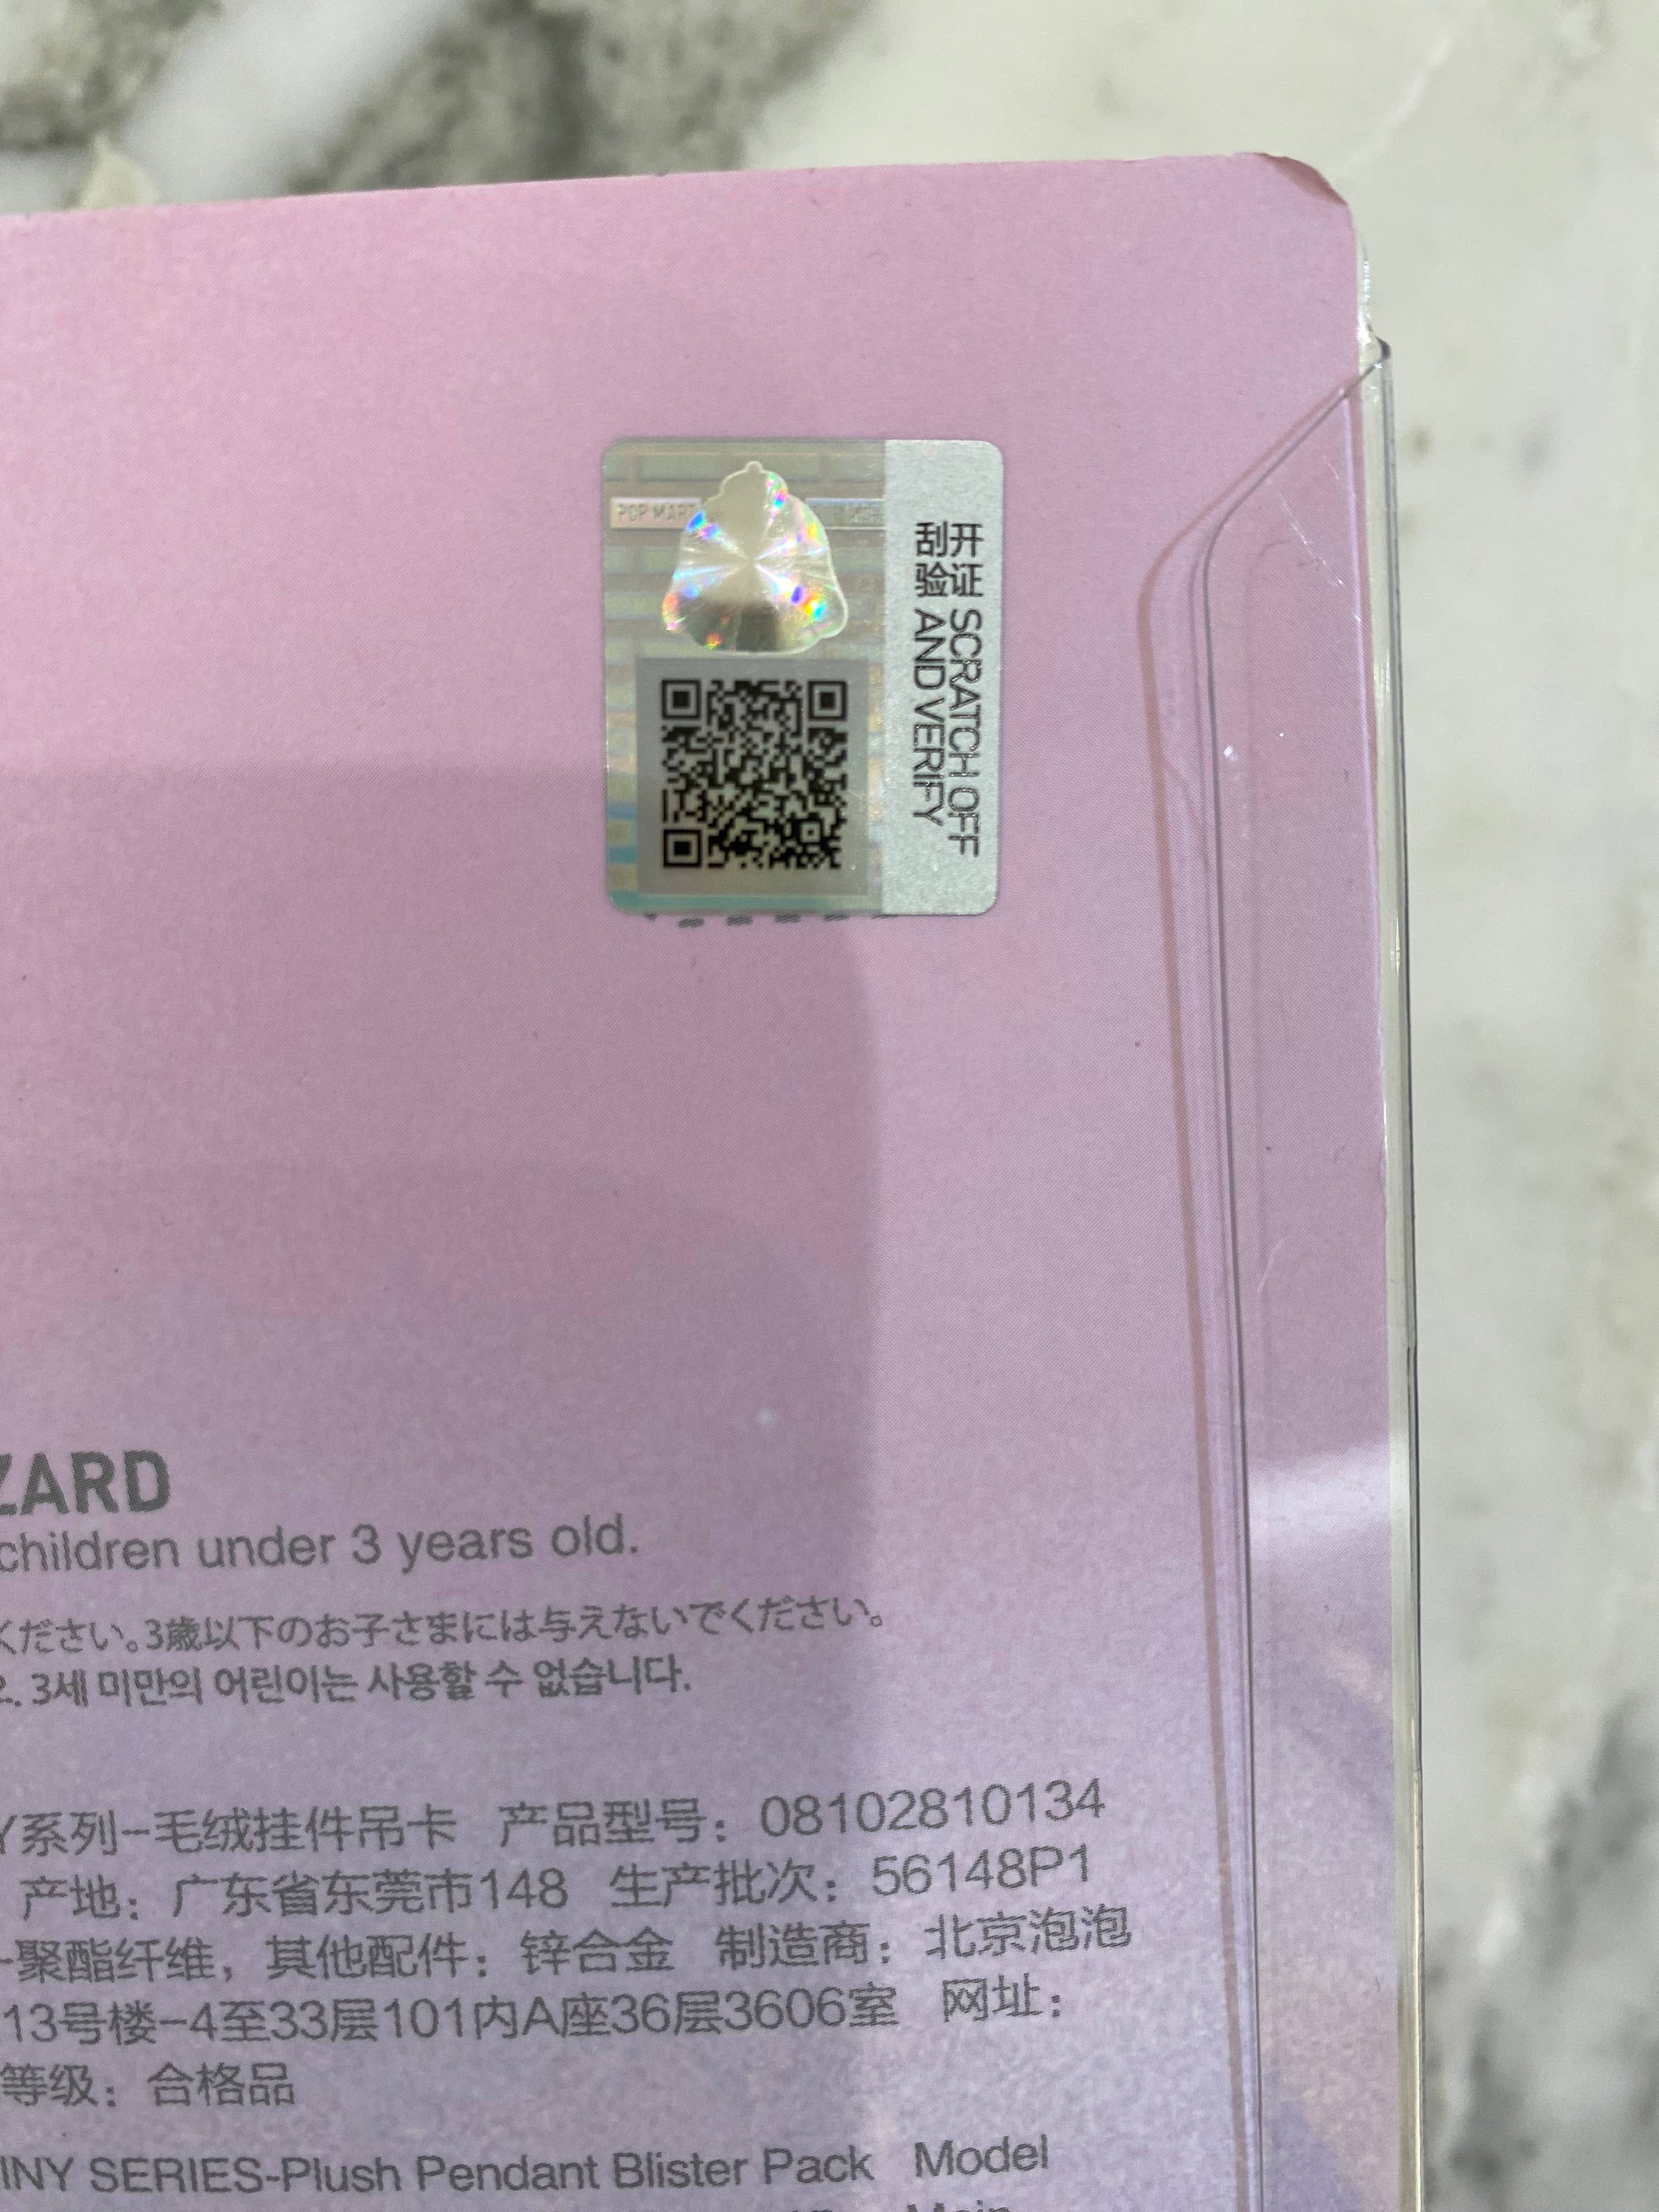 POP MART
刮开 SCRATCH OFF
验证 AND VERIFY
ZARD
children under 3 years old.
ください。3歳以下のお子さまには与えないでください。
3세 미만의 어린이는 사용할 수 없습니다.
Y系列-毛绒挂件吊卡 产品型号：08102810134
产地：广东省东莞市148 生产批次：56148P1
-聚酯纤维，其他配件：锌合金 制造商：北京泡泡
13号楼-4至33层101内A座36层3606室 网址：
等级：合格品
INY SERIES-Plush Pendant Blister Pack Model